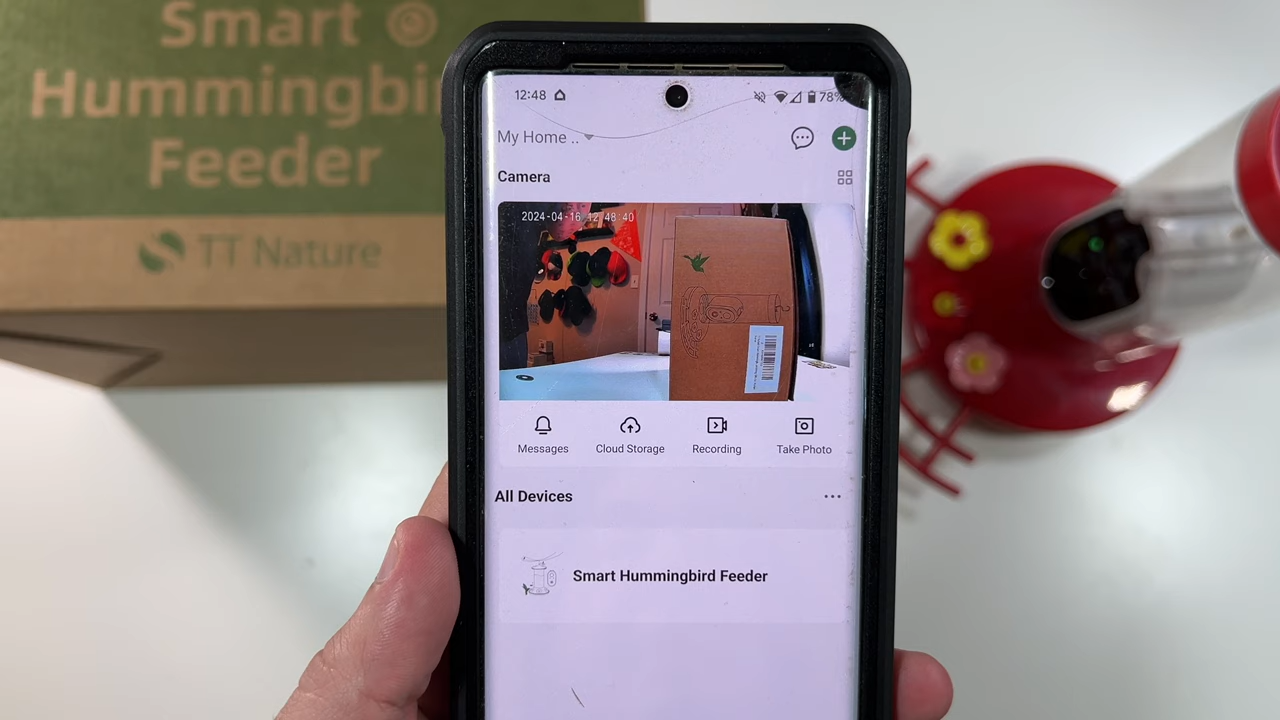 Smart
Hummingbi
Feeder
TT Nature
12:48
78%
My Home ..
Camera
2024-04-16 12:48:40
Messages
Cloud Storage
Recording
Take Photo
All Devices
Smart Hummingbird Feeder